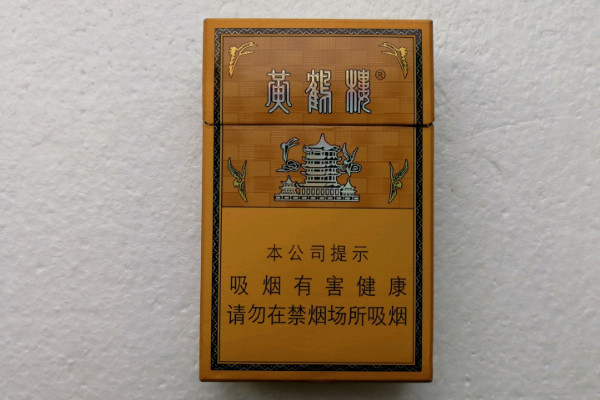 黄鹤楼®
本公司提示
吸烟有害健康
请勿在禁烟场所吸烟